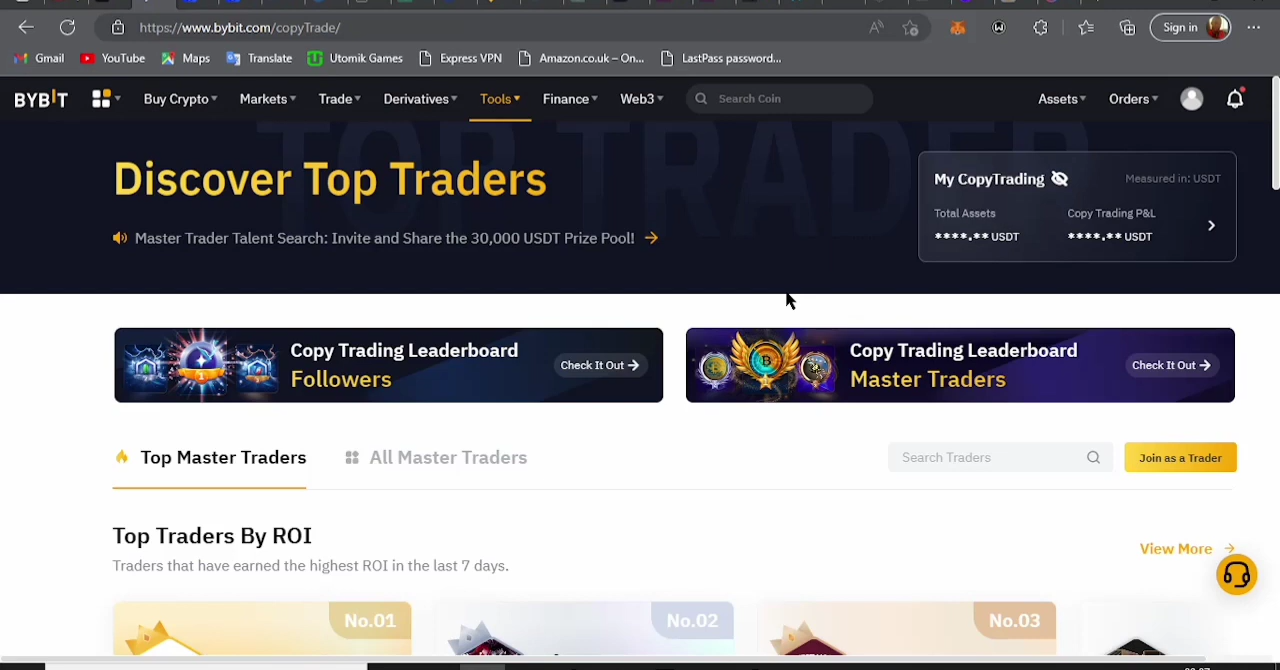 https://www.bybit.com/copyTrade/
Sign in
Gmail
YouTube
Maps
Translate
Utomik Games
Express VPN
Amazon.co.uk – On...
LastPass password...
BYBIT
Buy Crypto
Markets
Trade
Derivatives
Tools
Finance
Web3
Search Coin
Assets
Orders
TOP TRADER
Discover Top Traders
Master Trader Talent Search: Invite and Share the 30,000 USDT Prize Pool!
My CopyTrading
Measured in: USDT
Total Assets
Copy Trading P&L
****.** USDT
****.** USDT
Copy Trading Leaderboard
Followers
Check It Out
Copy Trading Leaderboard
Master Traders
Check It Out
Top Master Traders
All Master Traders
Search Traders
Join as a Trader
Top Traders By ROI
Traders that have earned the highest ROI in the last 7 days.
View More
No.01
No.02
No.03